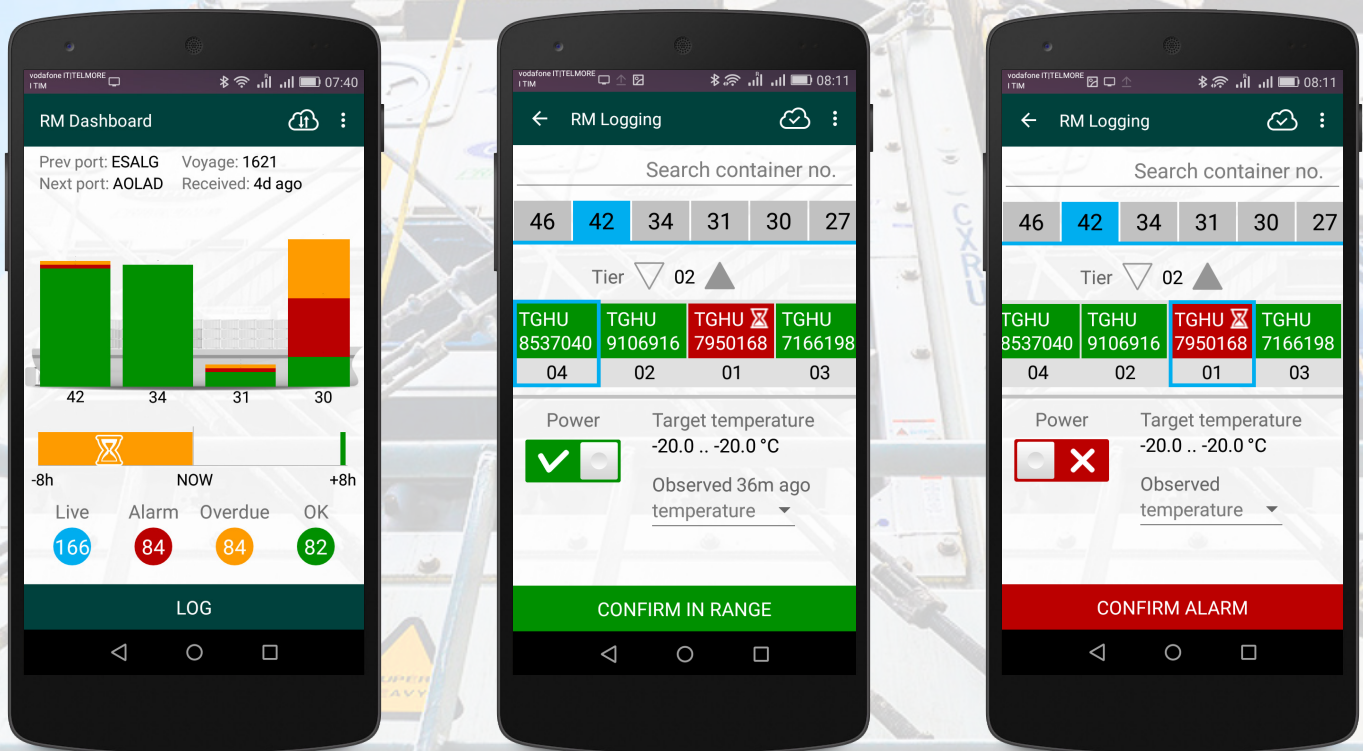 vodafone IT|TELMORE
I TIM
07:40
RM Dashboard
Prev port: ESALG Voyage: 1621
Next port: AOLAD Received: 4d ago
42 34 31 30
-8h NOW +8h
Live Alarm Overdue OK
166 84 84 82
LOG
vodafone IT|TELMORE
I TIM
08:11
RM Logging
Search container no.
46 42 34 31 30 27
Tier 02
TGHU TGHU TGHU TGHU
8537040 9106916 7950168 7166198
04 02 01 03
Power Target temperature
-20.0 .. -20.0 °C
Observed 36m ago
temperature
CONFIRM IN RANGE
vodafone IT|TELMORE
I TIM
08:11
RM Logging
Search container no.
46 42 34 31 30 27
Tier 02
TGHU TGHU TGHU TGHU
8537040 9106916 7950168 7166198
04 02 01 03
Power Target temperature
-20.0 .. -20.0 °C
Observed
temperature
CONFIRM ALARM
CXRU
SUPER
HEAVY